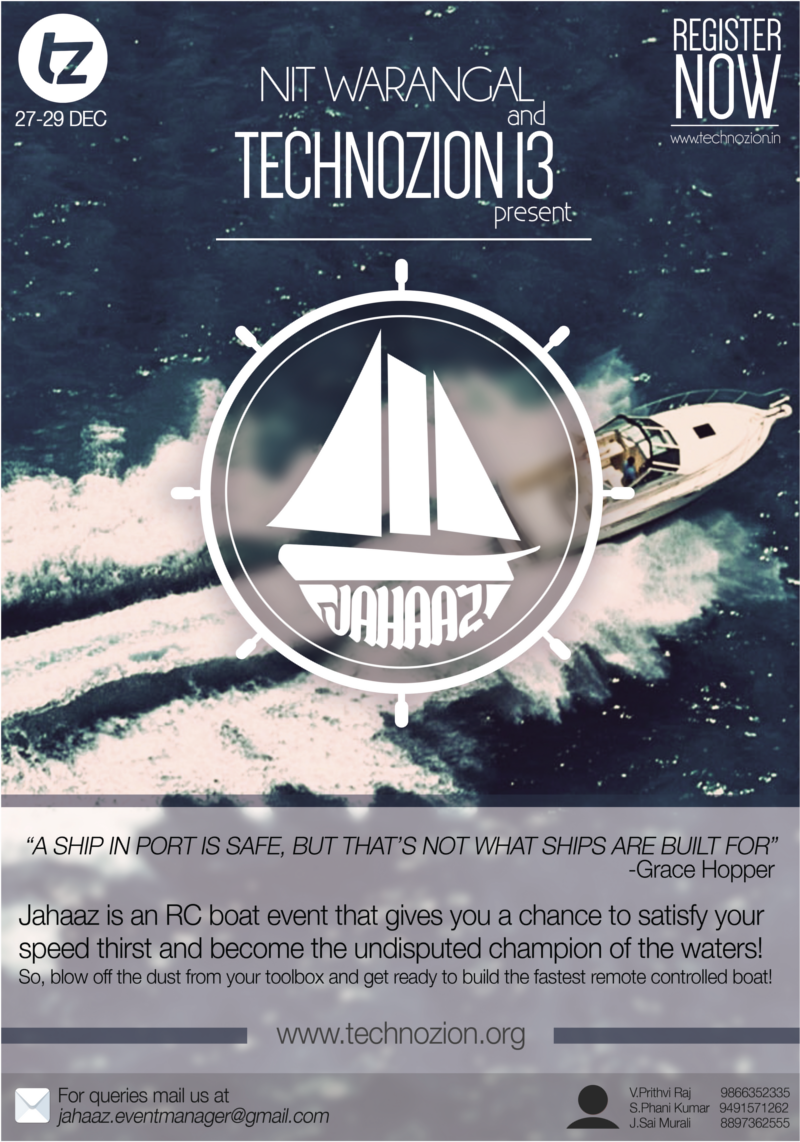 tz
27-29 DEC
REGISTER
NOW
www.technozion.in
NIT WARANGAL
and
TECHNOZION 13
present
JAHAAZ
"A SHIP IN PORT IS SAFE, BUT THAT'S NOT WHAT SHIPS ARE BUILT FOR"
-Grace Hopper
Jahaaz is an RC boat event that gives you a chance to satisfy your
speed thirst and become the undisputed champion of the waters!
So, blow off the dust from your toolbox and get ready to build the fastest remote controlled boat!
www.technozion.org
For queries mail us at
jahaaz.eventmanager@gmail.com
V.Prithvi Raj 9866352335
S.Phani Kumar 9491571262
J.Sai Murali 8897362555